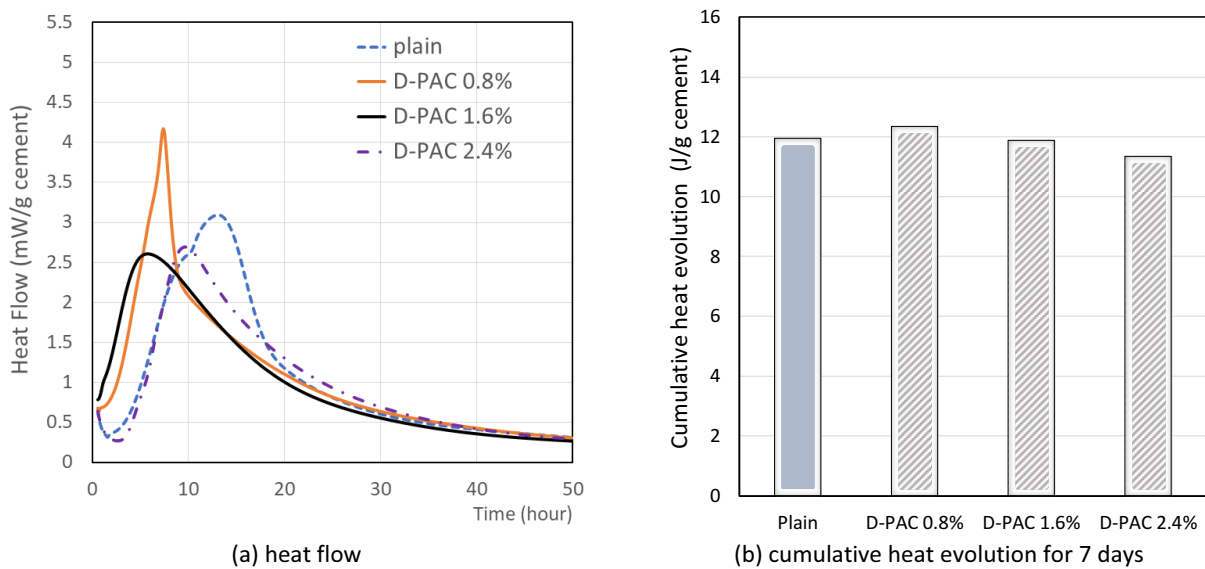 5.5
5
4.5
4
3.5
3
2.5
2
1.5
1
0.5
0
Heat Flow (mW/g cement)
plain
D-PAC 0.8%
D-PAC 1.6%
D-PAC 2.4%
0 10 20 30 40 50
Time (hour)
(a) heat flow
16
14
12
10
8
6
4
2
0
Cumulative heat evolution (J/g cement)
Plain D-PAC 0.8% D-PAC 1.6% D-PAC 2.4%
(b) cumulative heat evolution for 7 days